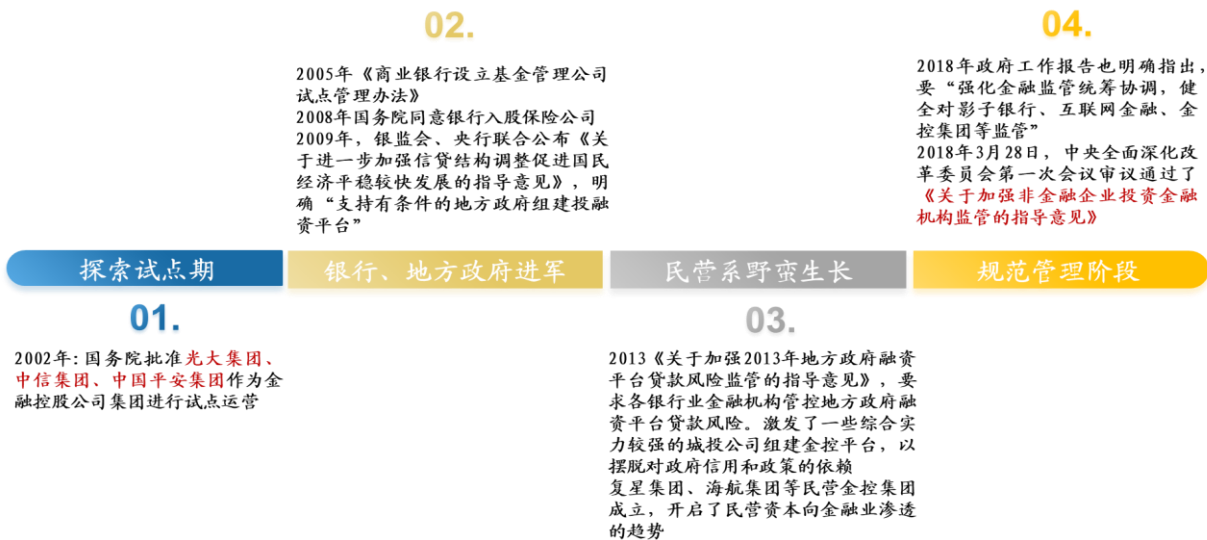 02.
2005年《商业银行设立基金管理公司
试点管理办法》
2008年国务院同意银行入股保险公司
2009年，银监会、央行联合公布《关
于进一步加强信贷结构调整促进国民
经济平稳较快发展的指导意见》，明
确“支持有条件的地方政府组建投融
资平台”
04.
2018年政府工作报告也明确指出，
要“强化金融监管统筹协调，健
全对影子银行、互联网金融、金
控集团等监管”
2018年3月28日，中央全面深化改
革委员会第一次会议审议通过了
《关于加强非金融企业投资金融
机构监管的指导意见》
探索试点期
银行、地方政府进军
民营系野蛮生长
规范管理阶段
01.
2002年：国务院批准光大集团、
中信集团、中国平安集团作为金
融控股公司集团进行试点运营
03.
2013《关于加强2013年地方政府融资
平台贷款风险监管的指导意见》，要
求各银行业金融机构管控地方政府融
资平台贷款风险。激发了一些综合实
力较强的城投公司组建金控平台，以
摆脱对政府信用和政策的依赖
复星集团、海航集团等民营金控集团
成立，开启了民营资本向金融业渗透
的趋势